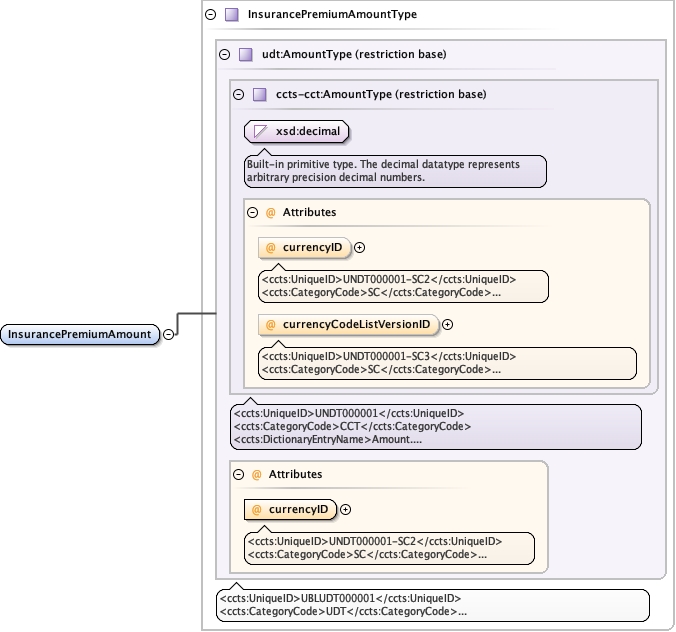 InsurancePremiumAmountType
udt:AmountType (restriction base)
ccts-cct:AmountType (restriction base)
xsd:decimal
Built-in primitive type. The decimal datatype represents
arbitrary precision decimal numbers.
@ Attributes
@ currencyID
<ccts:UniqueID>UNDT000001-SC2</ccts:UniqueID>
<ccts:CategoryCode>SC</ccts:CategoryCode>...
@ currencyCodeListVersionID
<ccts:UniqueID>UNDT000001-SC3</ccts:UniqueID>
<ccts:CategoryCode>SC</ccts:CategoryCode>...
InsurancePremiumAmount
<ccts:UniqueID>UNDT000001</ccts:UniqueID>
<ccts:CategoryCode>CCT</ccts:CategoryCode>
<ccts:DictionaryEntryName>Amount....
@ Attributes
@ currencyID
<ccts:UniqueID>UNDT000001-SC2</ccts:UniqueID>
<ccts:CategoryCode>SC</ccts:CategoryCode>...
<ccts:UniqueID>UBLUDT000001</ccts:UniqueID>
<ccts:CategoryCode>UDT</ccts:CategoryCode>...